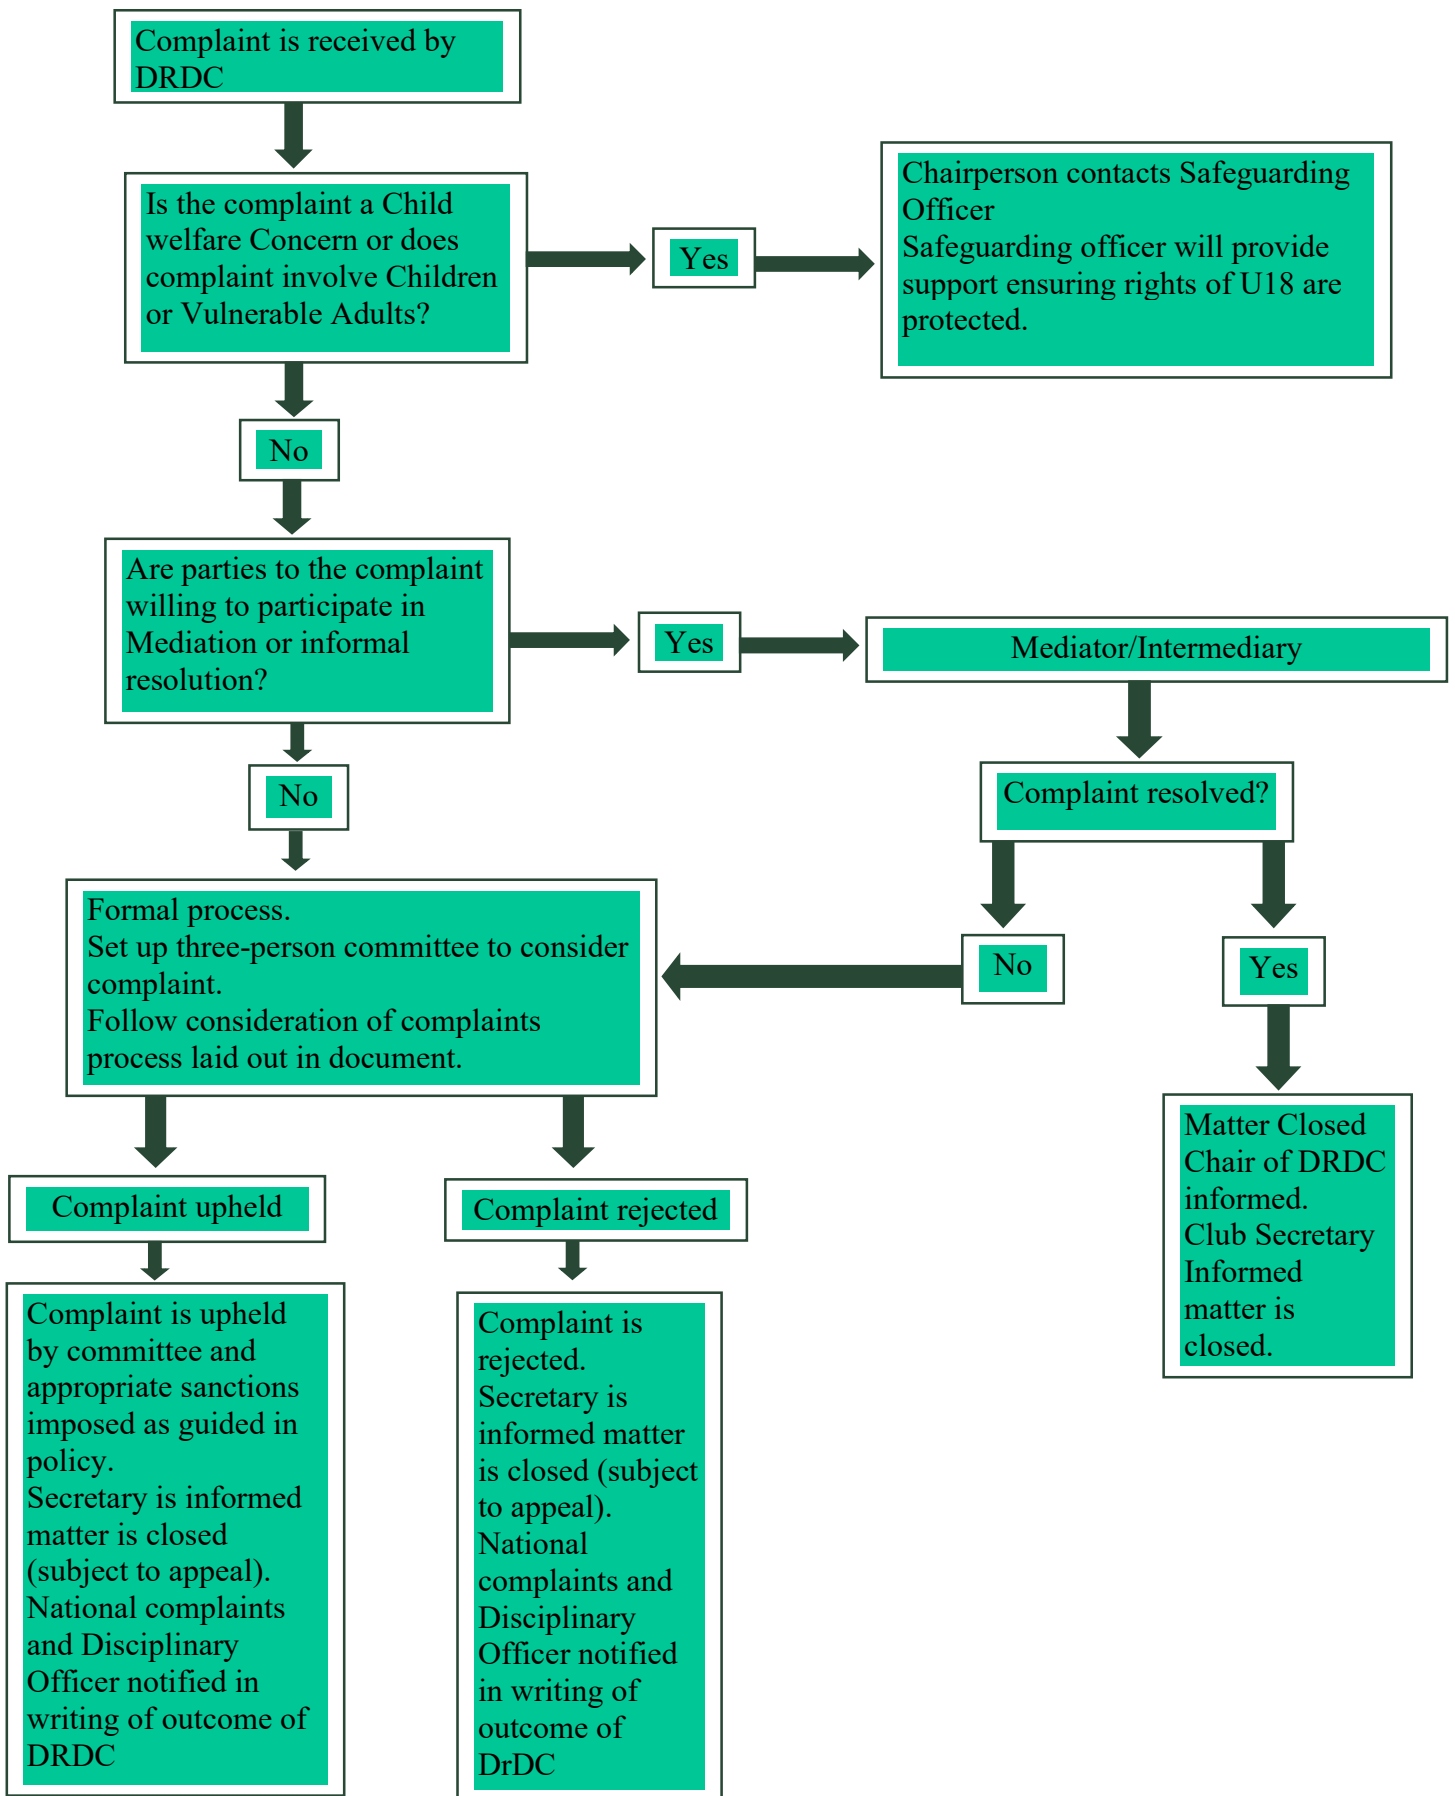 Complaint is received by
DRDC
Is the complaint a Child
welfare Concern or does
complaint involve Children
or Vulnerable Adults?
Yes
Chairperson contacts Safeguarding
Officer
Safeguarding officer will provide
support ensuring rights of U18 are
protected.
No
Are parties to the complaint
willing to participate in
Mediation or informal
resolution?
Yes
Mediator/Intermediary
Complaint resolved?
No
Formal process.
Set up three-person committee to consider
complaint.
Follow consideration of complaints
process laid out in document.
No
Yes
Matter Closed
Chair of DRDC
informed.
Club Secretary
Informed
matter is
closed.
Complaint upheld
Complaint is upheld
by committee and
appropriate sanctions
imposed as guided in
policy.
Secretary is informed
matter is closed
(subject to appeal).
National complaints
and Disciplinary
Officer notified in
writing of outcome of
DRDC
Complaint rejected
Complaint is
rejected.
Secretary is
informed matter
is closed (subject
to appeal).
National
complaints and
Disciplinary
Officer notified
in writing of
outcome of
DrDC